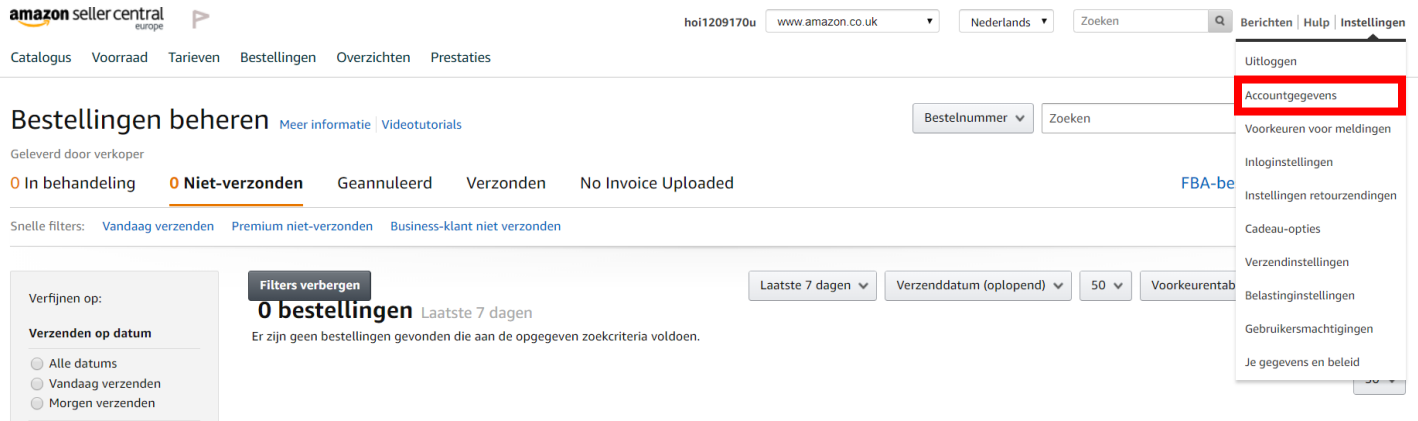 amazon seller central
europe
hoi1209170u
www.amazon.co.uk
Nederlands
Zoeken
Berichten | Hulp | Instellingen
Catalogus Voorraad Tarieven Bestellingen Overzichten Prestaties
Uitloggen
Accountgegevens
Voorkeuren voor meldingen
Inloginstellingen
Instellingen retourzendingen
Cadeau-opties
Verzendinstellingen
Belastinginstellingen
Gebruikersmachtigingen
Je gegevens en beleid
Bestellingen beheren Meer informatie | Videotutorials
Bestelnummer
Zoeken
Geleverd door verkoper
0 In behandeling 0 Niet-verzonden Geannuleerd Verzonden No Invoice Uploaded FBA-be
Snelle filters: Vandaag verzenden Premium niet-verzonden Business-klant niet verzonden
Verfijnen op:
Verzenden op datum
Alle datums
Vandaag verzenden
Morgen verzenden
Filters verbergen
Laatste 7 dagen
Verzenddatum (oplopend)
50
Voorkeurentab
0 bestellingen Laatste 7 dagen
Er zijn geen bestellingen gevonden die aan de opgegeven zoekcriteria voldoen.